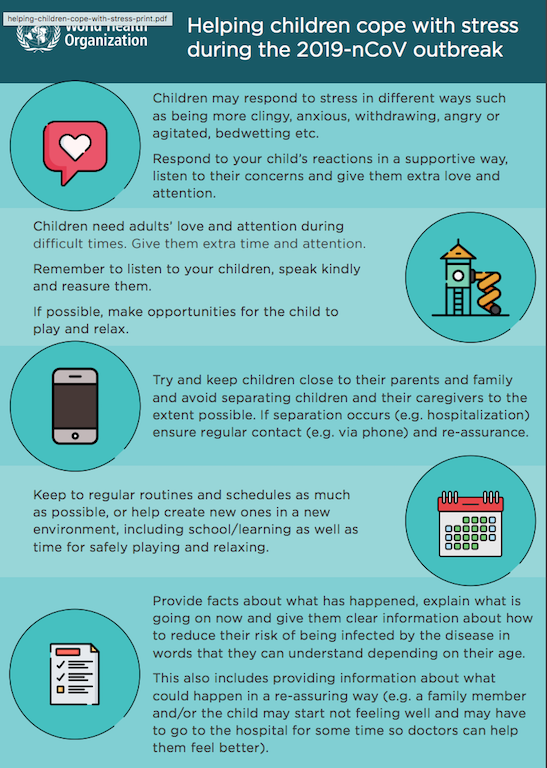 helping-children-cope-with-stress-print.pdf
World Health
Organization
Helping children cope with stress
during the 2019-nCoV outbreak
Children may respond to stress in different ways such
as being more clingy, anxious, withdrawing, angry or
agitated, bedwetting etc.
Respond to your child's reactions in a supportive way,
listen to their concerns and give them extra love and
attention.
Children need adults' love and attention during
difficult times. Give them extra time and attention.
Remember to listen to your children, speak kindly
and reasure them.
If possible, make opportunities for the child to
play and relax.
Try and keep children close to their parents and family
and avoid separating children and their caregivers to the
extent possible. If separation occurs (e.g. hospitalization)
ensure regular contact (e.g. via phone) and re-assurance.
Keep to regular routines and schedules as much
as possible, or help create new ones in a new
environment, including school/learning as well as
time for safely playing and relaxing.
Provide facts about what has happened, explain what is
going on now and give them clear information about how
to reduce their risk of being infected by the disease in
words that they can understand depending on their age.
This also includes providing information about what
could happen in a re-assuring way (e.g. a family member
and/or the child may start not feeling well and may have
to go to the hospital for some time so doctors can help
them feel better).